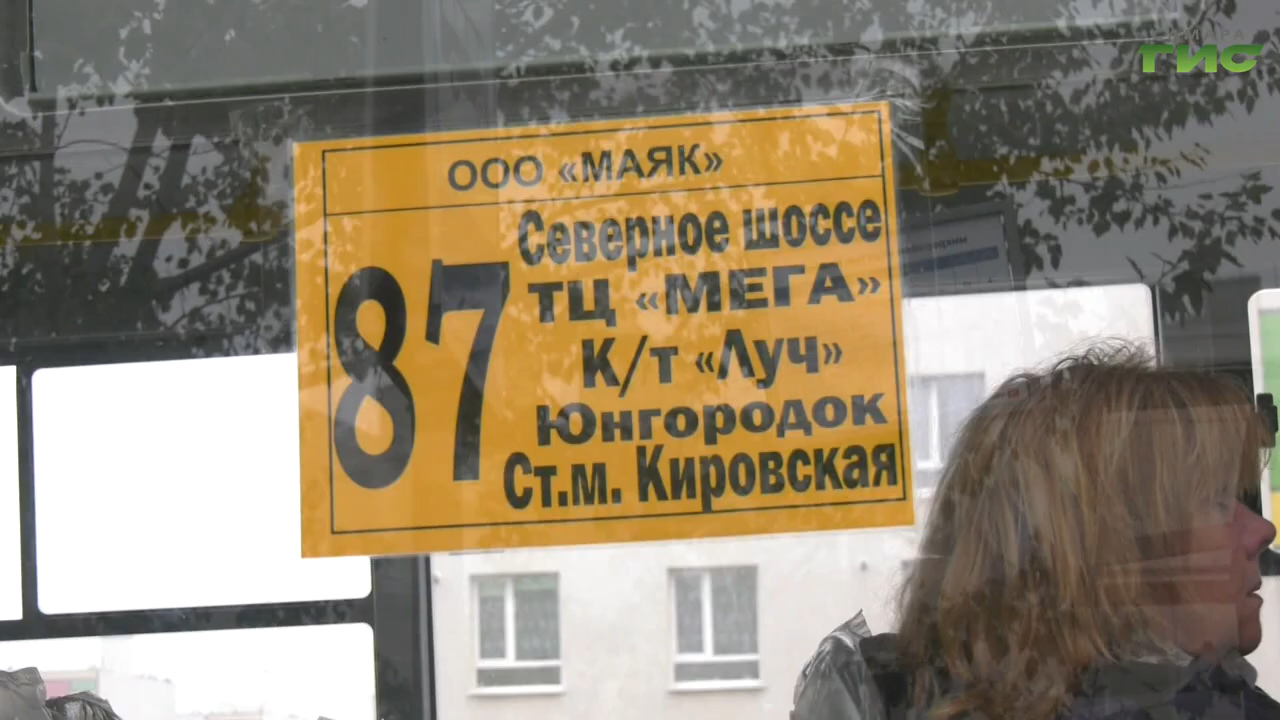 ГИС
ООО «МАЯК»
87
Северное шоссе
ТЦ «МЕГА»
К/т «Луч»
Юнгородок
Ст.м. Кировская